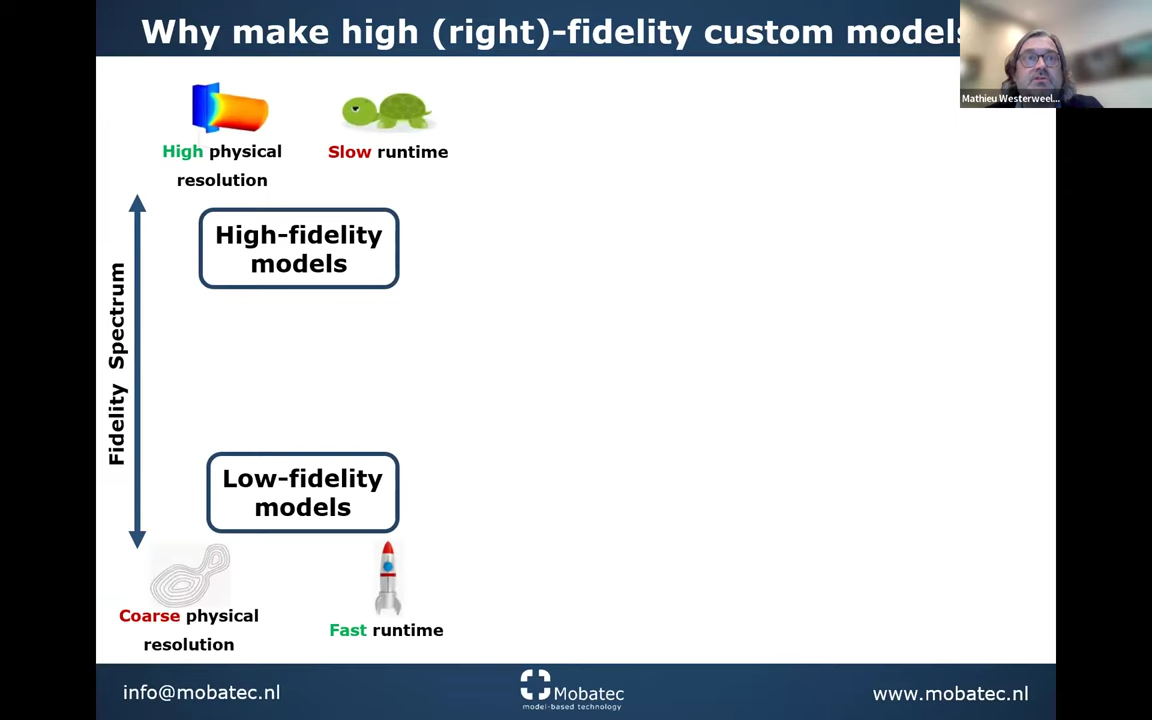 Why make high (right)-fidelity custom models
Mathieu Westerweel...
High physical
resolution
Slow runtime
High-fidelity
models
Fidelity Spectrum
Low-fidelity
models
Coarse physical
resolution
Fast runtime
info@mobatec.nl
Mobatec
model-based technology
www.mobatec.nl